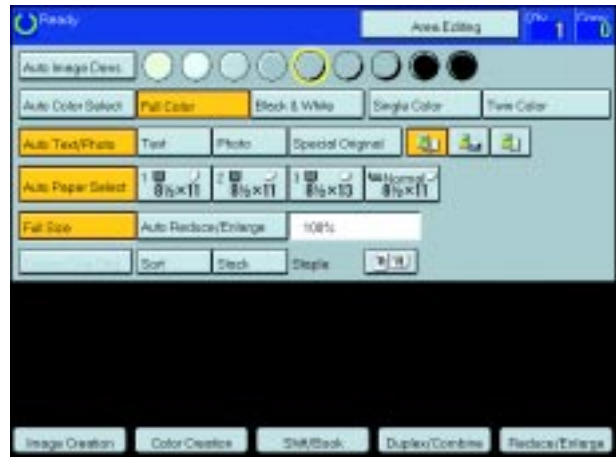 Ready Area Editing Q'ty 1 Copy 0
Auto Image Dens.
Auto Color Select Full Color Black & White Single Color Twin Color
Auto Text/Photo Text Photo Special Original
Auto Paper Select 1 8½×11 2 8½×11 3 8½×13 Normal 8½×11
Full Size Auto Reduce/Enlarge 100%
Sort Stack Staple
Image Creation Color Creation Shift/Book Duplex/Combine Reduce/Enlarge